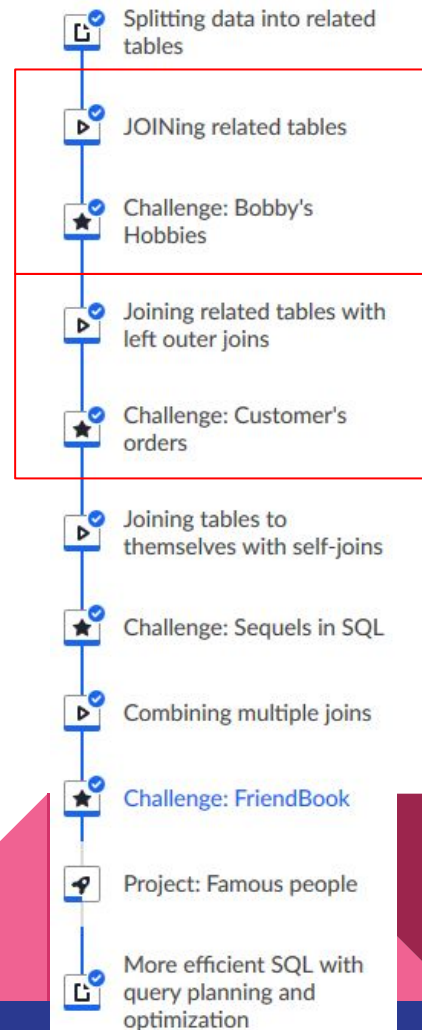 Splitting data into related
tables
JOINing related tables
Challenge: Bobby's
Hobbies
Joining related tables with
left outer joins
Challenge: Customer's
orders
Joining tables to
themselves with self-joins
Challenge: Sequels in SQL
Combining multiple joins
Challenge: FriendBook
Project: Famous people
More efficient SQL with
query planning and
optimization